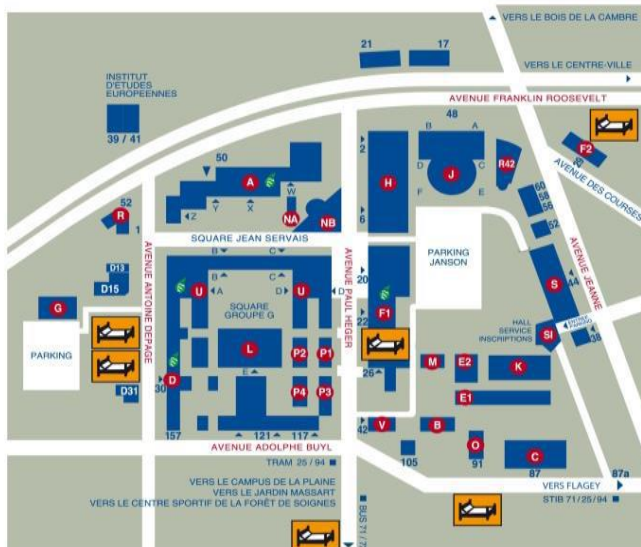 VERS LE BOIS DE LA CAMBRE
21
17
VERS LE CENTRE-VILLE
INSTITUT
D'ÉTUDES
EUROPEENNES
AVENUE FRANKLIN ROOSEVELT
39 / 41
48
50
2
B
A
F2
A
H
D
J
C
R42
AVENUE DES COURSES
W
F
E
60
58
56
52
R
1
Z
Y
X
NA
NB
6
52
SQUARE JEAN SERVAIS
AVENUE ANTOINE DEPAGE
AVENUE PAUL HEGER
PARKING
JANSON
AVENUE JEANNE
B
C
D13
D15
B
C
20
S
44
U
A
D
U
D
G
SQUARE
GROUPE G
22
F1
HALL
SERVICE
INSCRIPTIONS
SI
38
PARKING
L
P2
P1
M
E2
K
D
E
26
30
D31
P4
P3
E1
42
V
B
157
121
117
O
C
AVENUE ADOLPHE BUYL
105
91
87
87a
TRAM 25 / 94
VERS LE CAMPUS DE LA PLAINE
VERS LE JARDIN MASSART
VERS LE CENTRE SPORTIF DE LA FORÊT DE SOIGNES
VERS FLAGEY
STIB 71 / 25 / 94